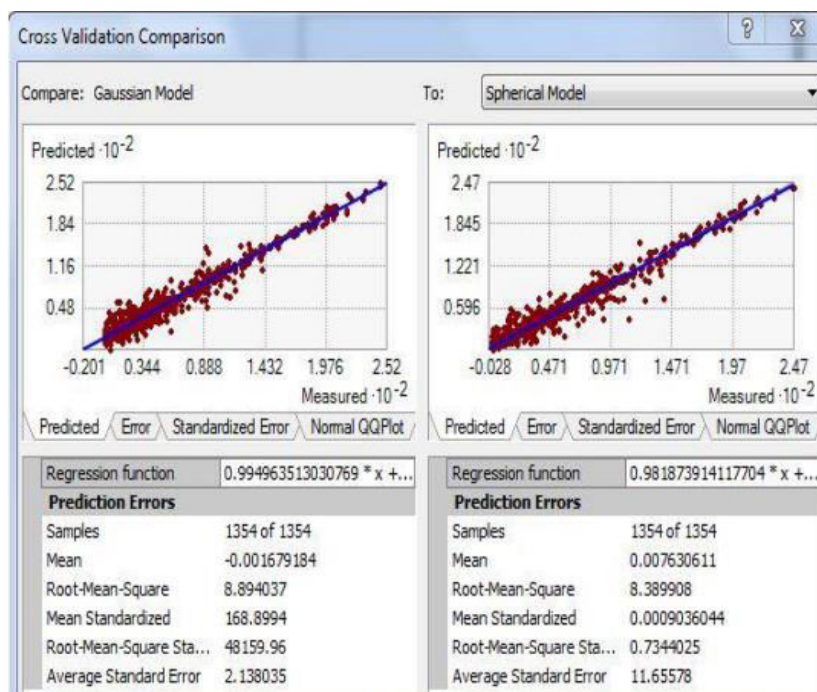 Cross Validation Comparison
Compare: Gaussian Model
To: Spherical Model
Predicted ·10⁻²
2.52
1.84
1.16
0.48
-0.201 0.344 0.888 1.432 1.976 2.52
Measured ·10⁻²
Predicted Error Standardized Error Normal QQPlot
Regression function 0.994963513030769 * x +...
Prediction Errors
Samples 1354 of 1354
Mean -0.001679184
Root-Mean-Square 8.894037
Mean Standardized 168.8994
Root-Mean-Square Sta... 48159.96
Average Standard Error 2.138035
Predicted ·10⁻²
2.47
1.845
1.221
0.596
-0.028 0.471 0.971 1.471 1.97 2.47
Measured ·10⁻²
Predicted Error Standardized Error Normal QQPlot
Regression function 0.981873914117704 * x +...
Prediction Errors
Samples 1354 of 1354
Mean 0.007630611
Root-Mean-Square 8.389908
Mean Standardized 0.0009036044
Root-Mean-Square Sta... 0.7344025
Average Standard Error 11.65578